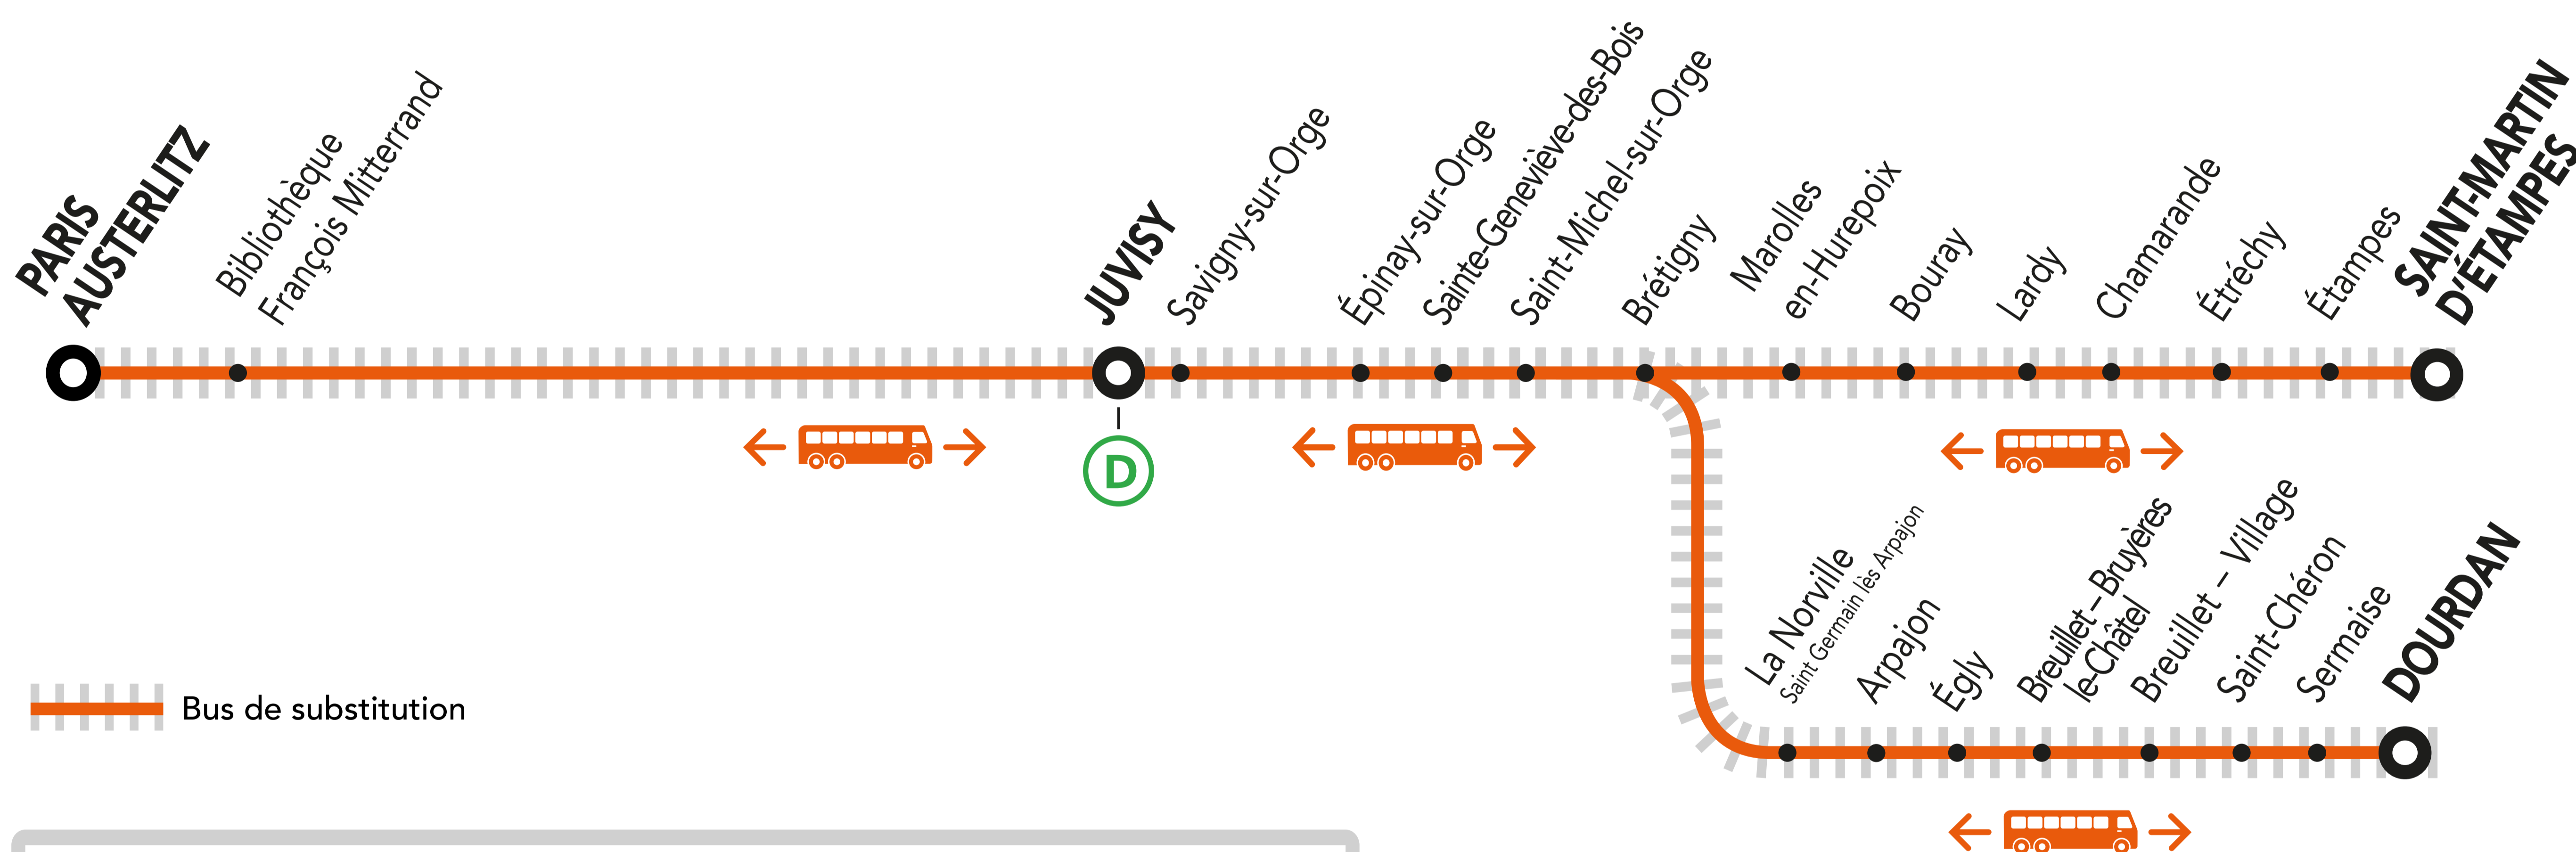 PARIS
AUSTERLITZ
Bibliothèque
François Mitterrand
JUVISY
Savigny-sur-Orge
Épinay-sur-Orge
Sainte-Geneviève-des-Bois
Saint-Michel-sur-Orge
Brétigny
Marolles
en-Hurepoix
Bouray
Lardy
Chamarande
Étréchy
Étampes
SAINT-MARTIN
D'ÉTAMPES
D
La Norville
Saint Germain lès Arpajon
Arpajon
Égly
Breuillet – Bruyères
le-Châtel
Breuillet – Village
Saint-Chéron
Sermaise
DOURDAN
Bus de substitution